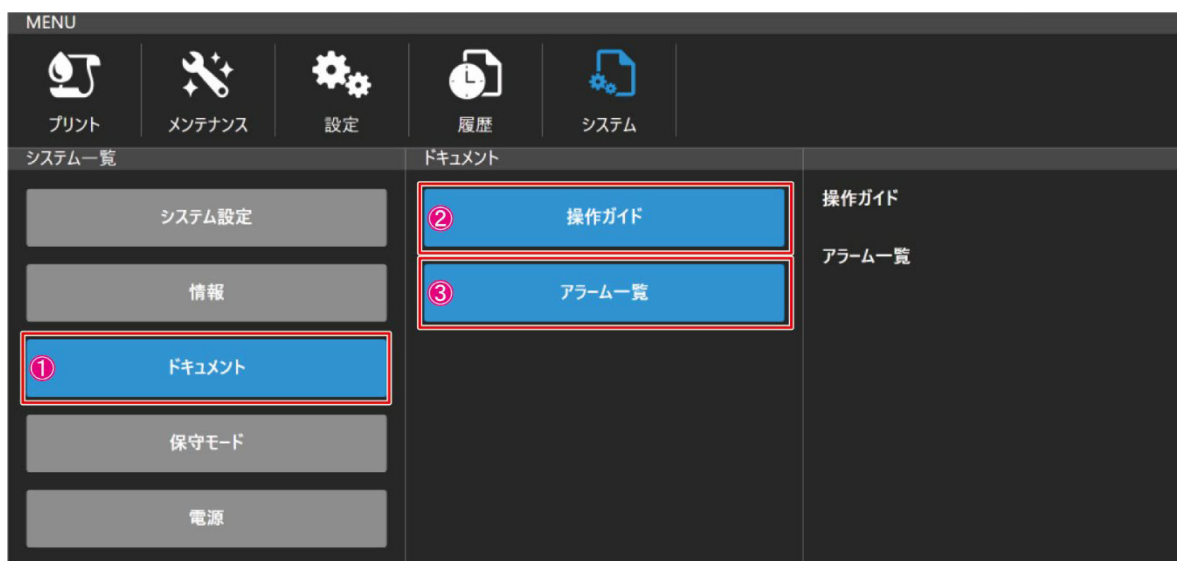 MENU
プリント
メンテナンス
設定
履歴
システム
システム一覧
ドキュメント
システム設定
② 操作ガイド
操作ガイド
アラーム一覧
情報
③ アラーム一覧
① ドキュメント
保守モード
電源